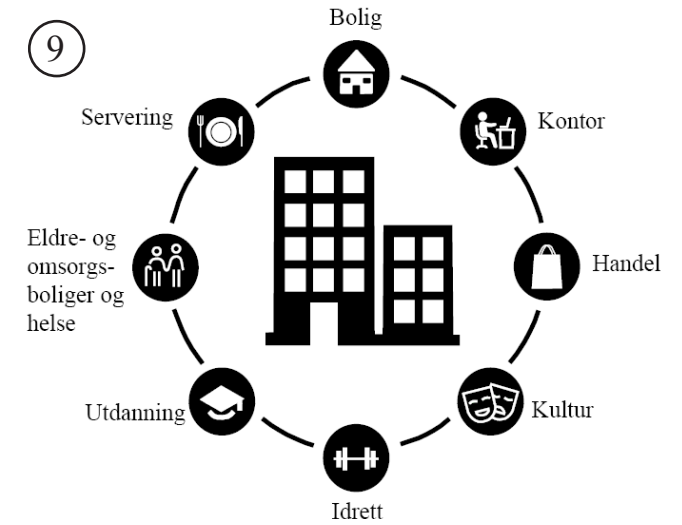 9
Bolig
Servering
Kontor
Eldre- og
omsorgs-
boliger og
helse
Handel
Utdanning
Kultur
Idrett